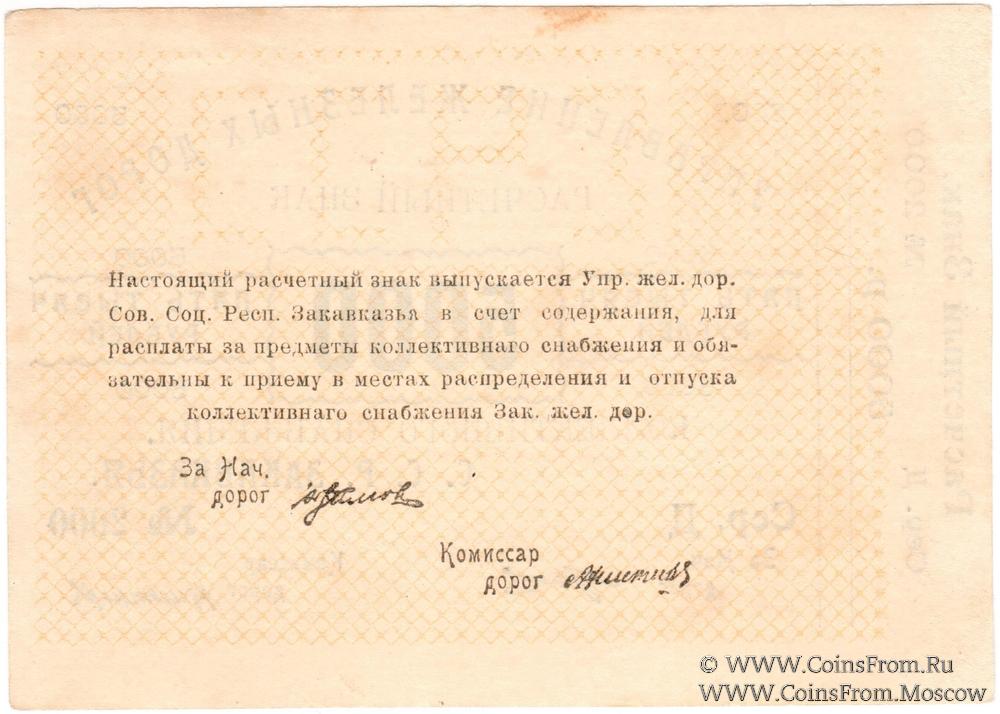 Настоящий расчетный знак выпускается Упр. жел. дор.
Сов. Соц. Респ. Закавказья в счет содержания, для
расплаты за предметы коллективнаго снабжения и обя-
зательны к приему в местах распределения и отпуска
коллективнаго снабжения Зак. жел. дор.
За Нач.
дорог
Комиссар
дорог
© WWW.CoinsFrom.Ru
WWW.CoinsFrom.Moscow